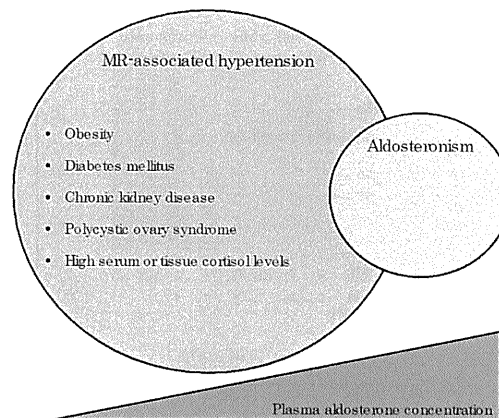 MR-associated hypertension
Aldosteronism
• Obesity
• Diabetes mellitus
• Chronic kidney disease
• Polycystic ovary syndrome
• High serum or tissue cortisol levels
Plasma aldosterone concentration